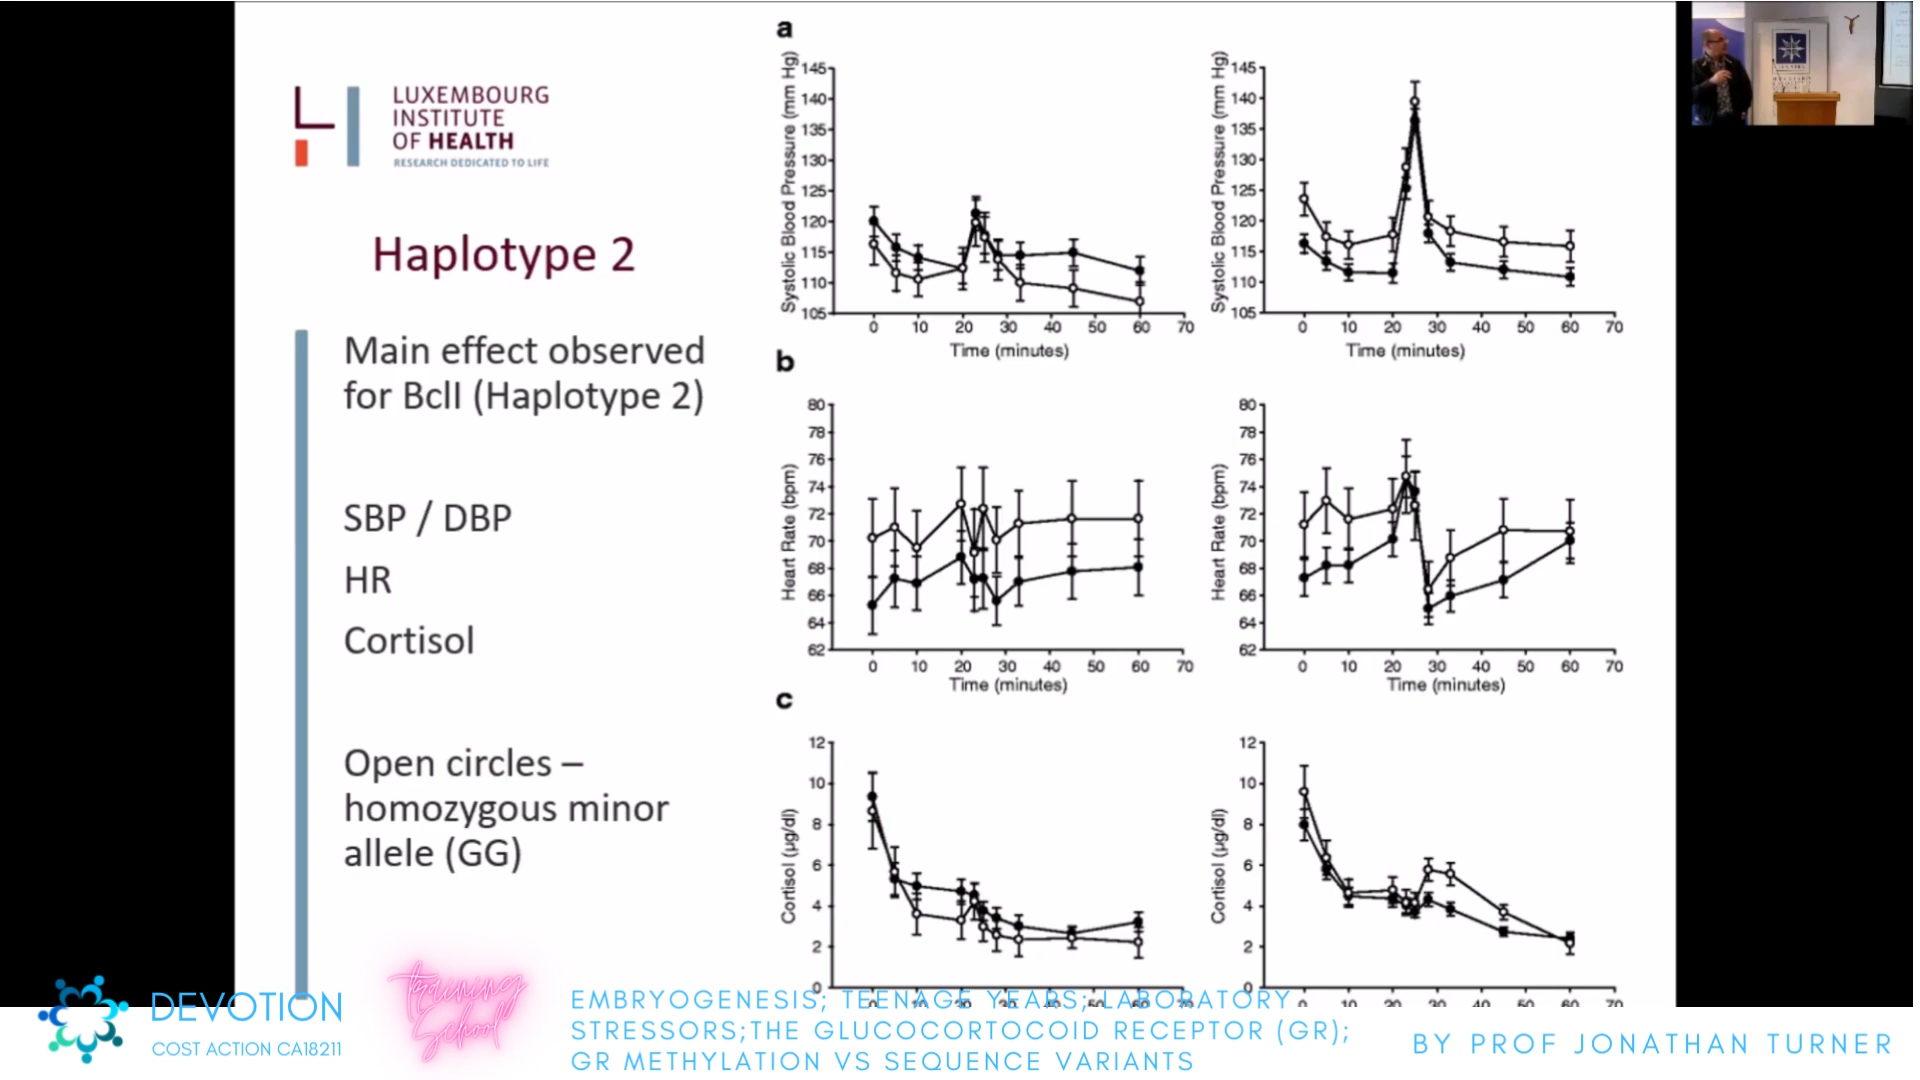 LUXEMBOURG
INSTITUTE
OF HEALTH
RESEARCH DEDICATED TO LIFE
Haplotype 2
Main effect observed
for BclI (Haplotype 2)
SBP / DBP
HR
Cortisol
Open circles –
homozygous minor
allele (GG)
a
Systolic Blood Pressure (mm Hg)
145
140
135
130
125
120
115
110
105
0 10 20 30 40 50 60 70
Time (minutes)
Systolic Blood Pressure (mm Hg)
145
140
135
130
125
120
115
110
105
0 10 20 30 40 50 60 70
Time (minutes)
b
Heart Rate (bpm)
80
78
76
74
72
70
68
66
64
62
0 10 20 30 40 50 60 70
Time (minutes)
Heart Rate (bpm)
80
78
76
74
72
70
68
66
64
62
0 10 20 30 40 50 60 70
Time (minutes)
c
Cortisol (µg/dl)
12
10
8
6
4
2
0
Cortisol (µg/dl)
12
10
8
6
4
2
0
DEVOTION
COST ACTION CA18211
training
School
EMBRYOGENESIS; TEENAGE YEARS; LABORATORY
STRESSORS;THE GLUCOCORTOCOID RECEPTOR (GR);
GR METHYLATION VS SEQUENCE VARIANTS
BY PROF JONATHAN TURNER